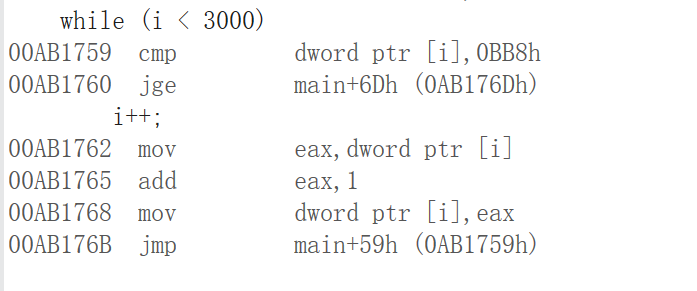 while (i < 3000)
00AB1759 cmp dword ptr [i],0BB8h
00AB1760 jge main+6Dh (0AB176Dh)
i++;
00AB1762 mov eax,dword ptr [i]
00AB1765 add eax,1
00AB1768 mov dword ptr [i],eax
00AB176B jmp main+59h (0AB1759h)